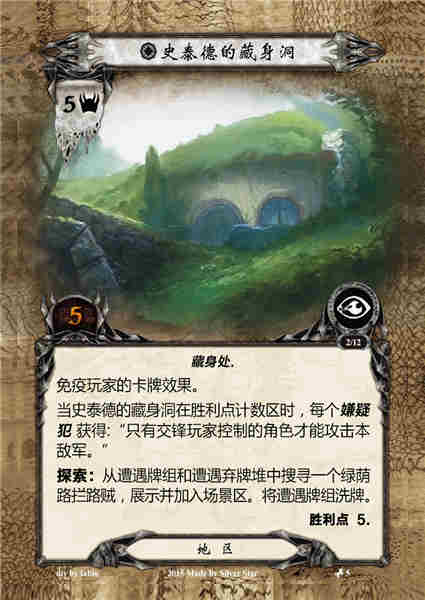 史泰德的藏身洞
5
5
2/12
藏身处.
免疫玩家的卡牌效果。
当史泰德的藏身洞在胜利点计数区时，每个嫌疑
犯 获得：“只有交锋玩家控制的角色才能攻击本
敌军。”
探索：从遭遇牌组和遭遇弃牌堆中搜寻一个绿荫
路拦路贼，展示并加入场景区。将遭遇牌组洗牌。
胜利点 5.
地 区
diy by fabin
2015 Made by Silver Star
5